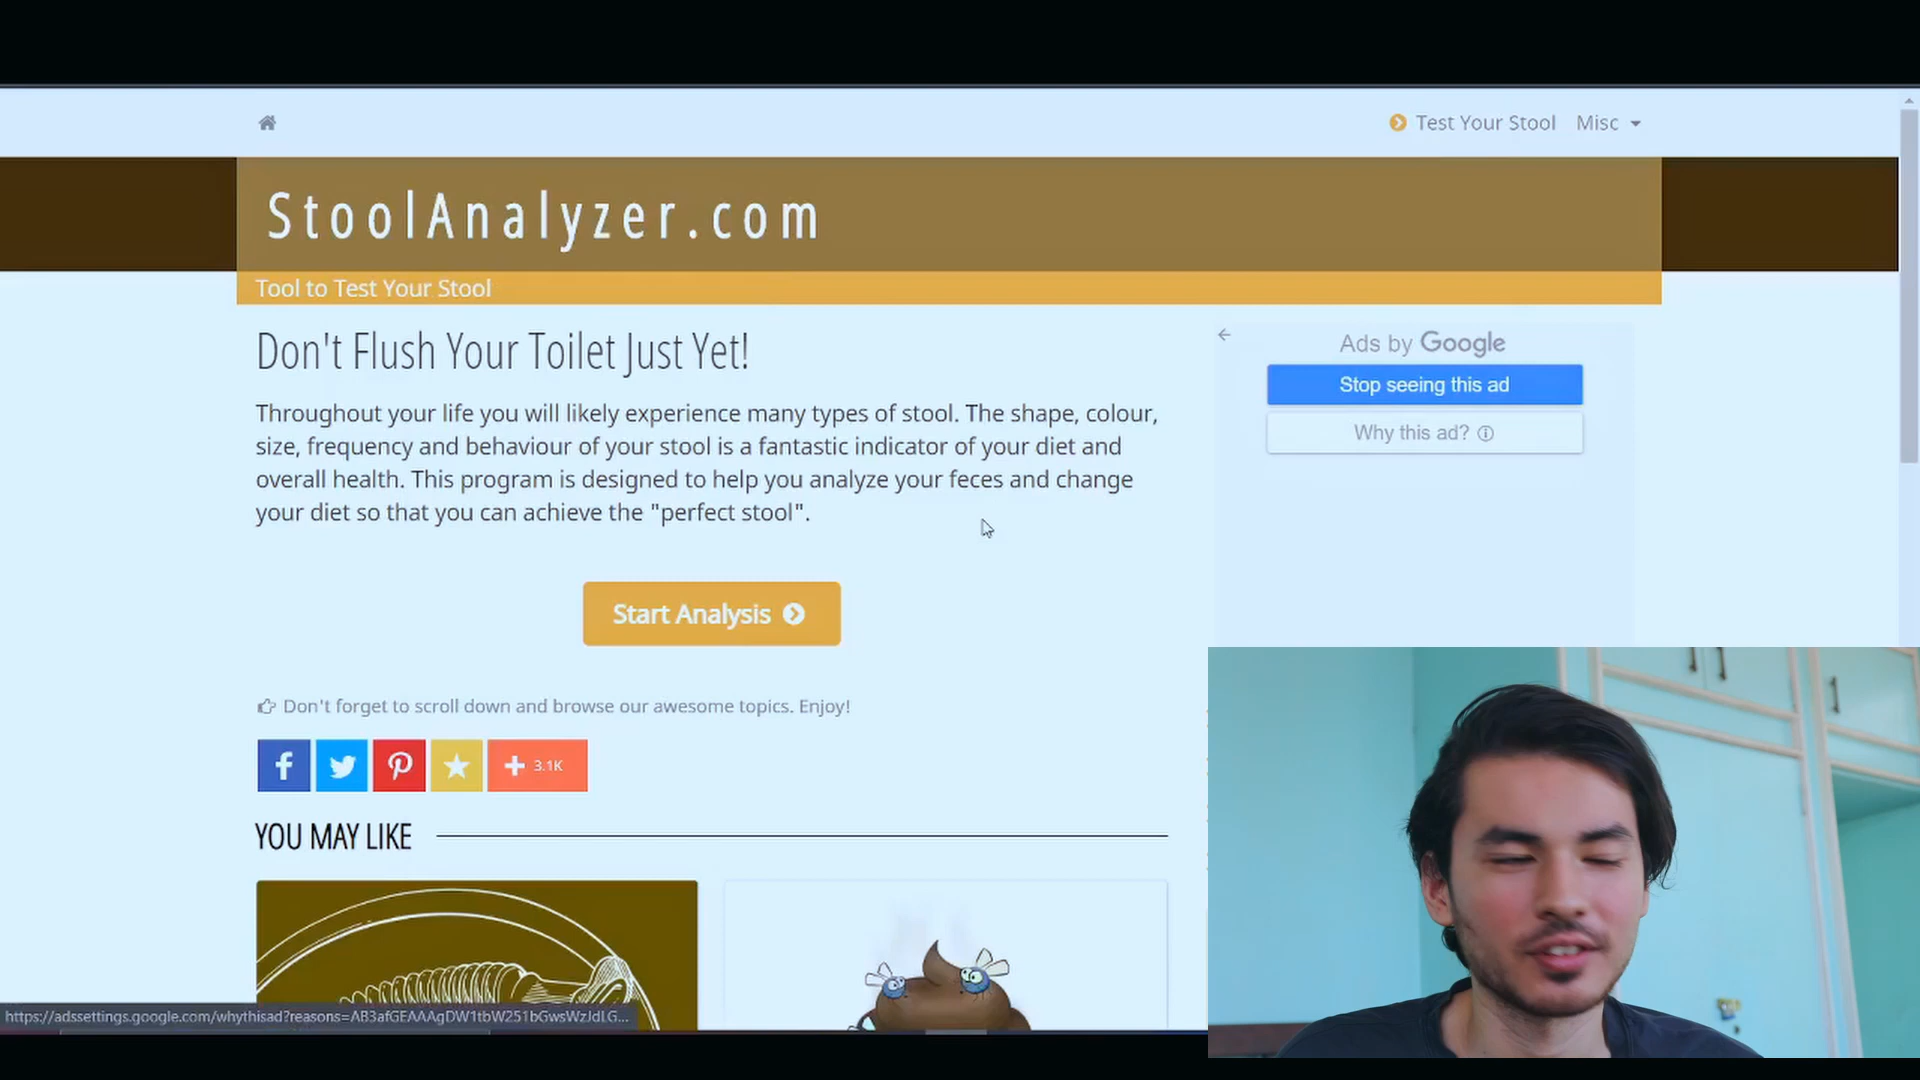 Test Your Stool Misc
StoolAnalyzer.com
Tool to Test Your Stool
Don't Flush Your Toilet Just Yet!
Throughout your life you will likely experience many types of stool. The shape, colour,
size, frequency and behaviour of your stool is a fantastic indicator of your diet and
overall health. This program is designed to help you analyze your feces and change
your diet so that you can achieve the "perfect stool".
Ads by Google
Stop seeing this ad
Why this ad?
Start Analysis
Don't forget to scroll down and browse our awesome topics. Enjoy!
3.1K
YOU MAY LIKE